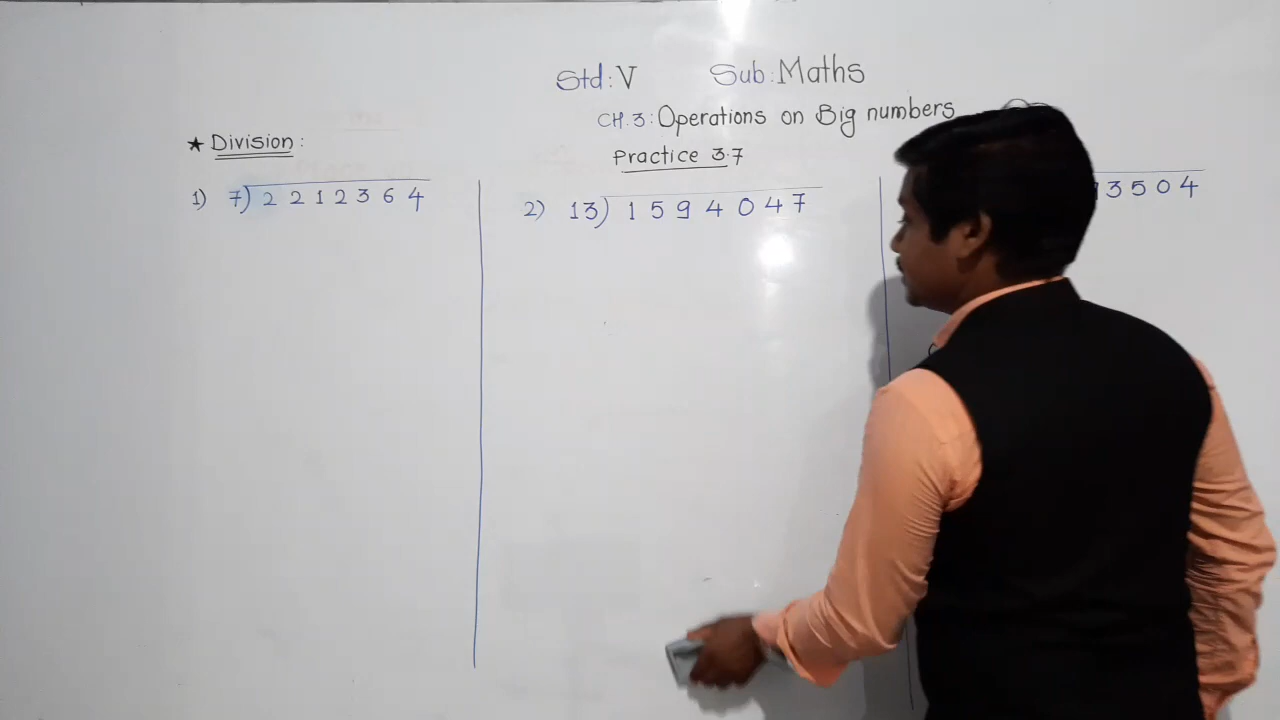 Std: V Sub: Maths
CH.3: Operations on Big numbers
Practice 3.7
★ Division:
1) 7) 2 2 1 2 3 6 4
2) 13) 1 5 9 4 0 4 7
3 5 0 4